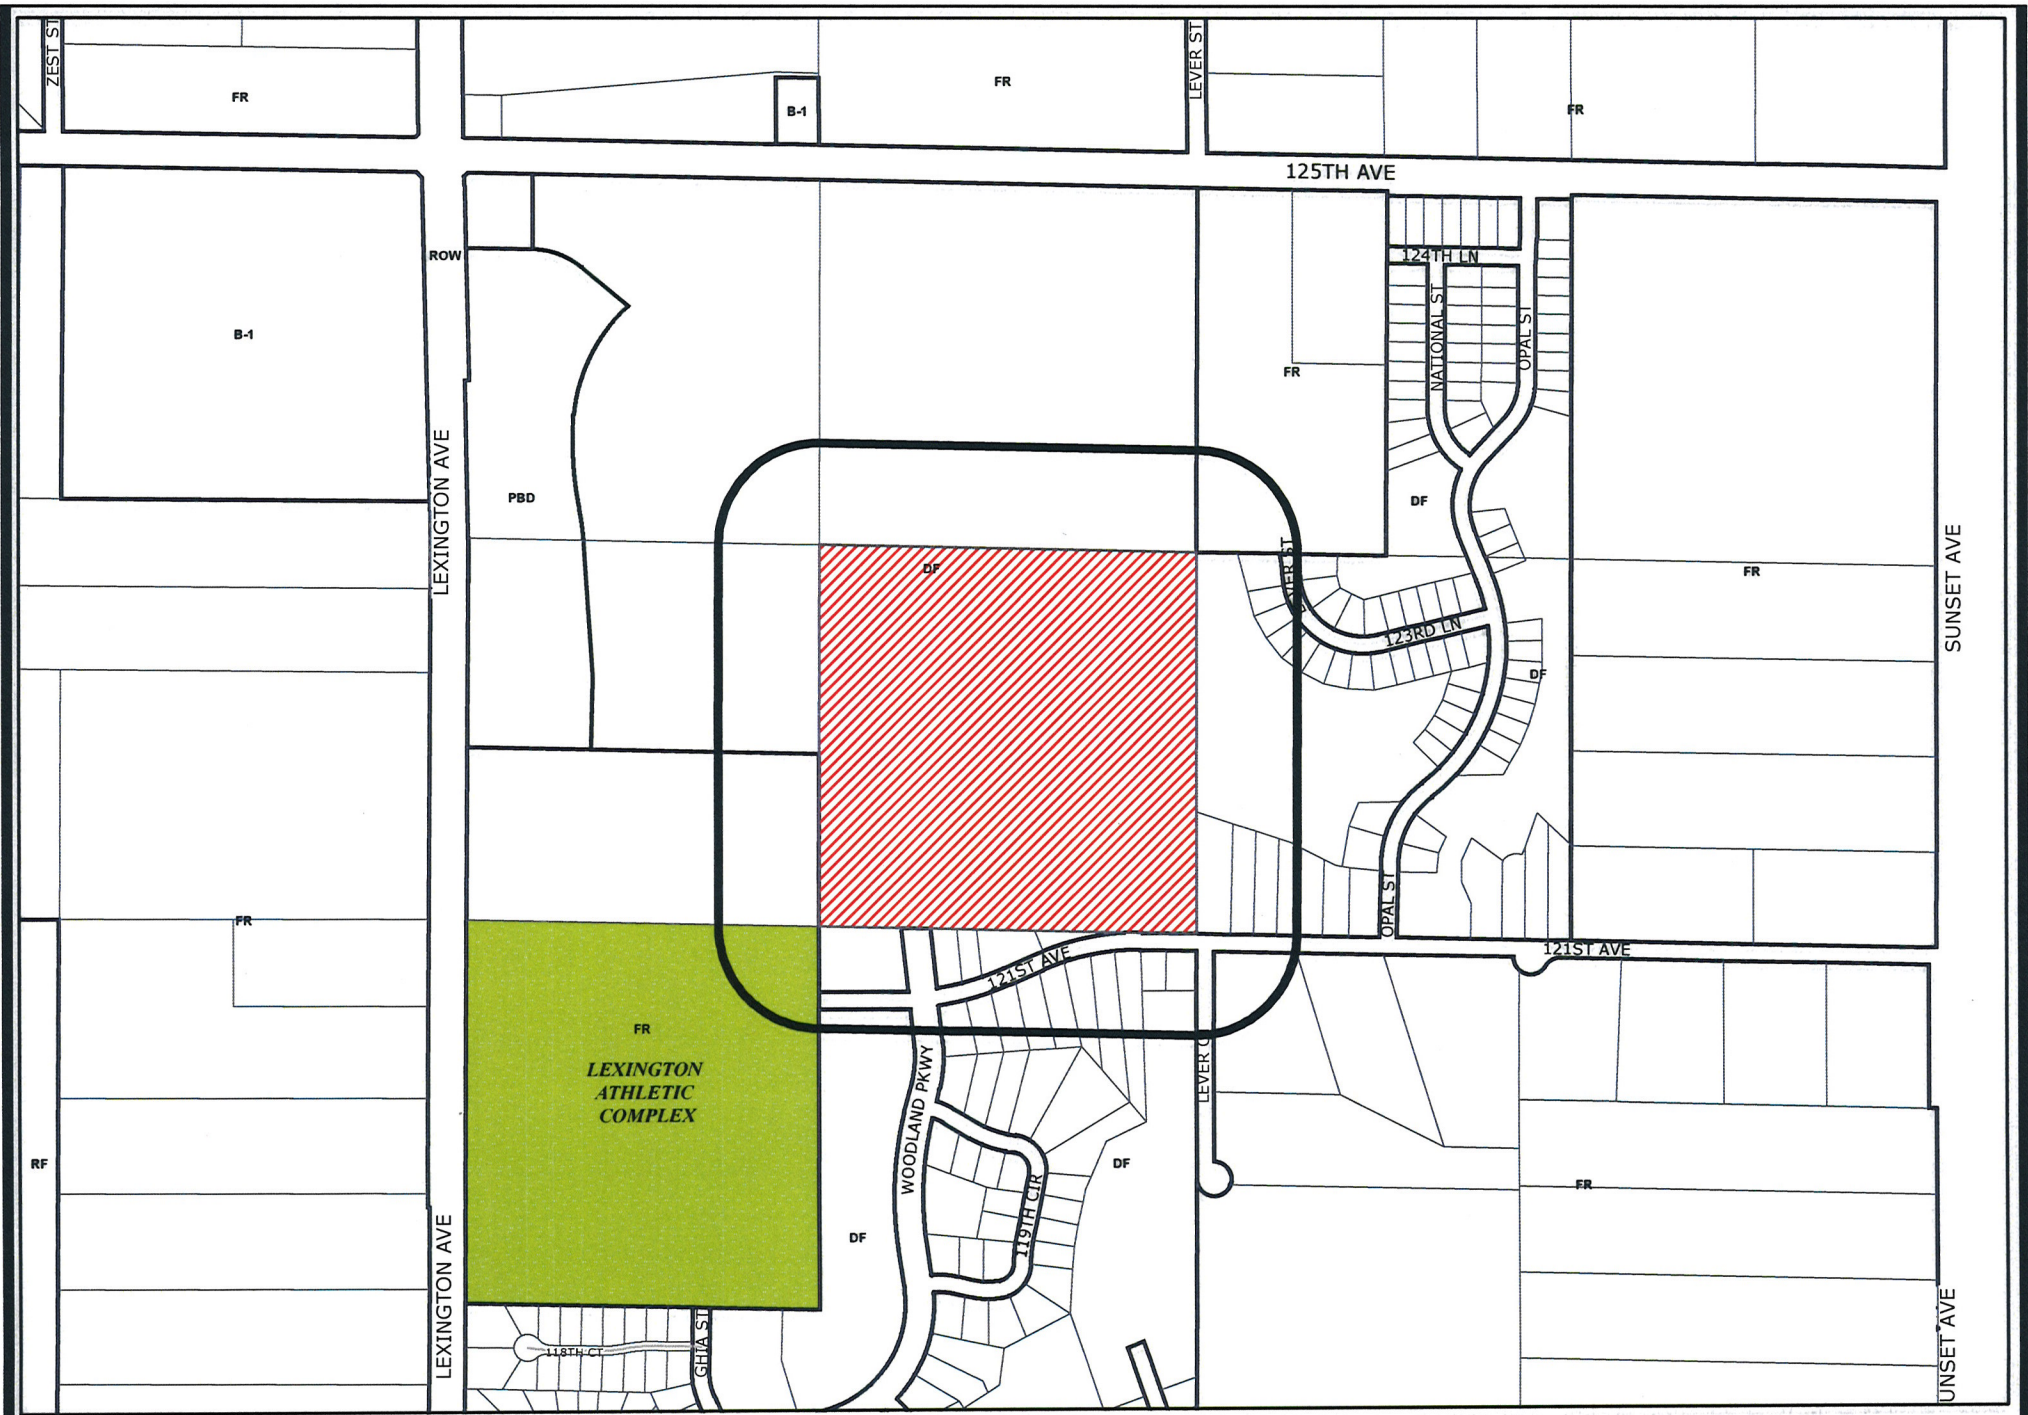 ZEST ST
LEVER ST
FR
FR
FR
B-1
125TH AVE
ROW
124TH LN
B-1
NATIONAL ST
OPAL ST
FR
LEXINGTON AVE
PBD
DF
DF
FR
SUNSET AVE
123RD LN
DF
OPAL ST
FR
121ST AVE
121ST AVE
FR
LEXINGTON
ATHLETIC
COMPLEX
WOODLAND PKWY
RF
DF
FR
119TH CIR
DF
LEXINGTON AVE
GHIA ST
118TH CT